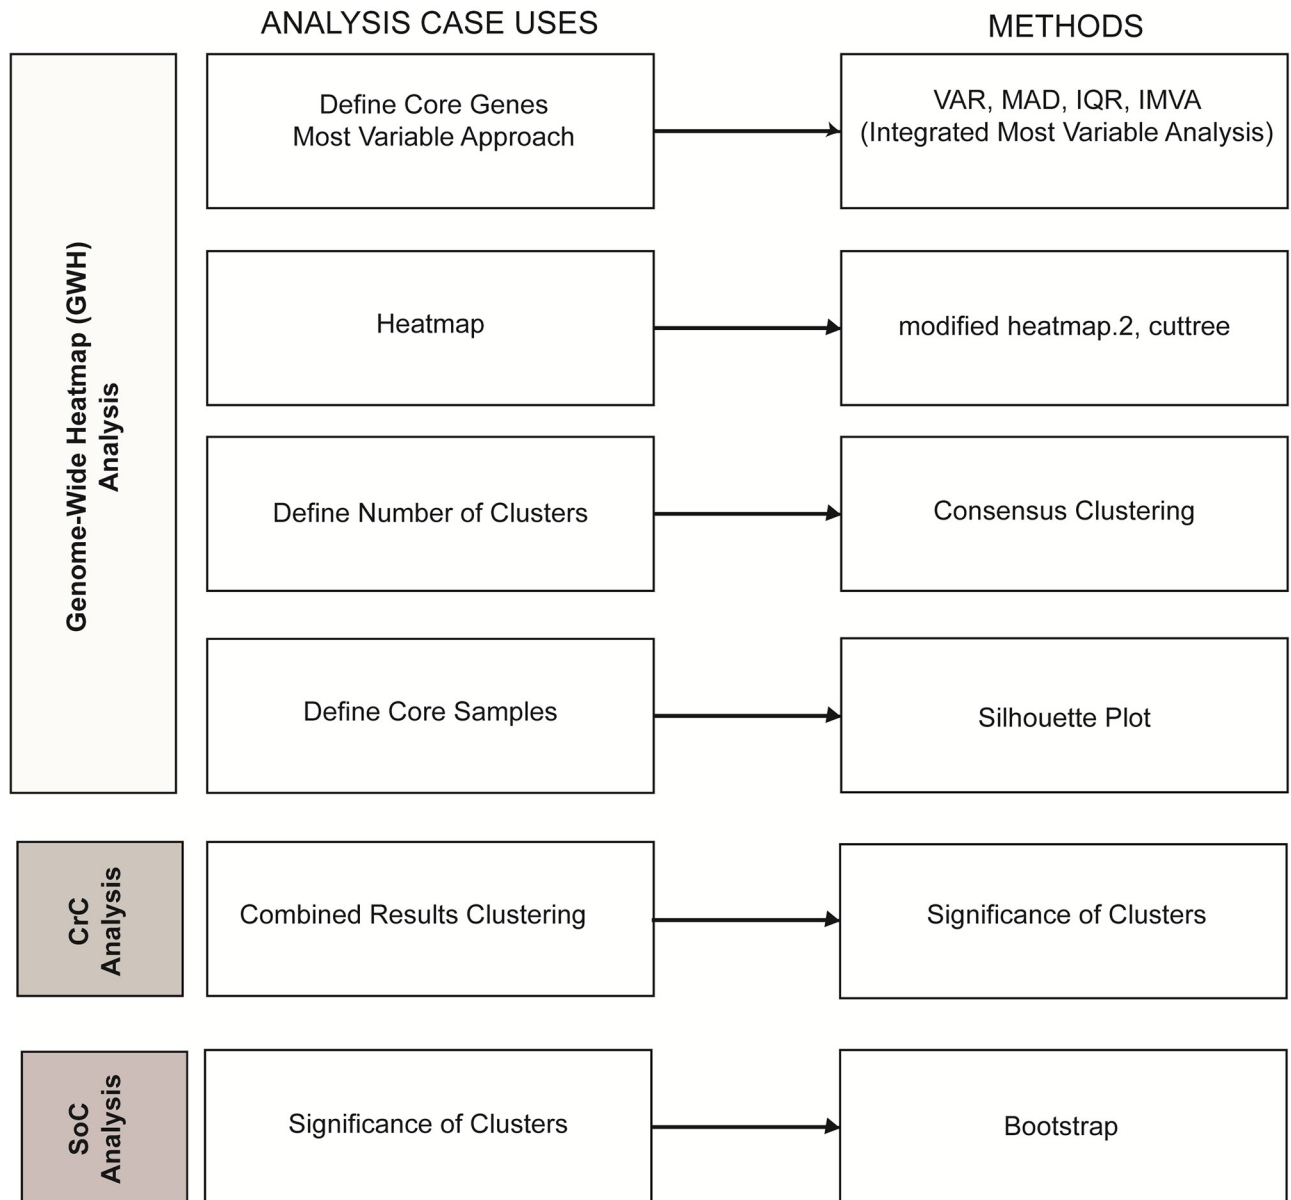 ANALYSIS CASE USES
METHODS
Genome-Wide Heatmap (GWH)
Analysis
Define Core Genes
Most Variable Approach
VAR, MAD, IQR, IMVA
(Integrated Most Variable Analysis)
Heatmap
modified heatmap.2, cuttree
Define Number of Clusters
Consensus Clustering
Define Core Samples
Silhouette Plot
CrC
Analysis
Combined Results Clustering
Significance of Clusters
SoC
Analysis
Significance of Clusters
Bootstrap